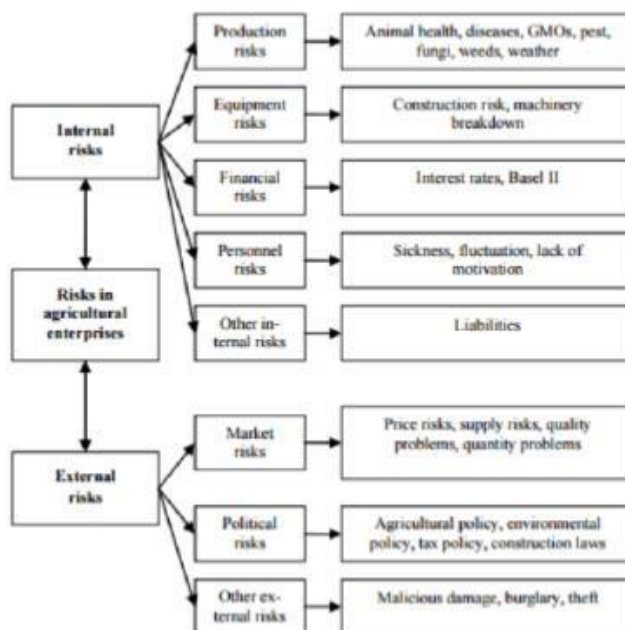 Production
risks
Animal health, diseases, GMOs, pest,
fungi, weeds, weather
Internal
risks
Equipment
risks
Construction risk, machinery
breakdown
Financial
risks
Interest rates, Basel II
Personnel
risks
Sickness, fluctuation, lack of
motivation
Risks in
agricultural
enterprises
Other in-
ternal risks
Liabilities
Market
risks
Price risks, supply risks, quality
problems, quantity problems
External
risks
Political
risks
Agricultural policy, environmental
policy, tax policy, construction laws
Other ex-
ternal risks
Malicious damage, burglary, theft